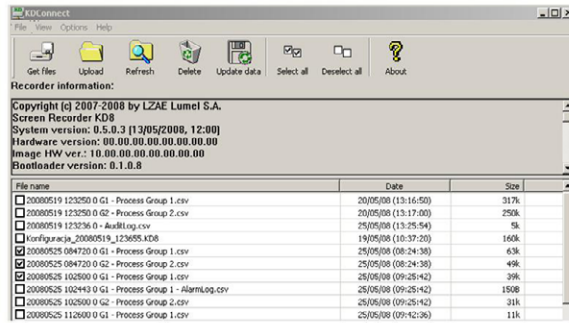 KDConnect
File View Options Help
Get files Upload Refresh Delete Update data Select all Deselect all About
Recorder information:
Copyright (c) 2007-2008 by LZAE Lumel S.A.
Screen Recorder KD8
System version: 0.5.0.3 (13/05/2008, 12:00)
Hardware version: 00.00.00.00.00.00.00.00
Image HW ver.: 10.00.00.00.00.00.00.00
Bootloader version: 0.1.0.8
File name Date Size
20080519 123250 0 G1 - Process Group 1.csv 20/05/08 (13:16:50) 317k
20080519 123250 0 G2 - Process Group 2.csv 20/05/08 (13:17:00) 250k
20080519 123236 0 - AuditLog.csv 25/05/08 (13:25:54) 5k
Konfiguracja_20080519_123655.KD8 19/05/08 (10:37:20) 160k
20080525 084720 0 G1 - Process Group 1.csv 25/05/08 (08:24:38) 63k
20080525 084720 0 G2 - Process Group 2.csv 25/05/08 (08:24:38) 49k
20080525 102500 0 G1 - Process Group 1.csv 25/05/08 (09:25:42) 39k
20080525 102443 0 G1 - Process Group 1 - AlarmLog.csv 25/05/08 (09:25:42) 150B
20080525 102500 0 G2 - Process Group 2.csv 25/05/08 (09:25:42) 31k
20080525 112600 0 G1 - Process Group 1.csv 25/05/08 (09:42:36) 11k